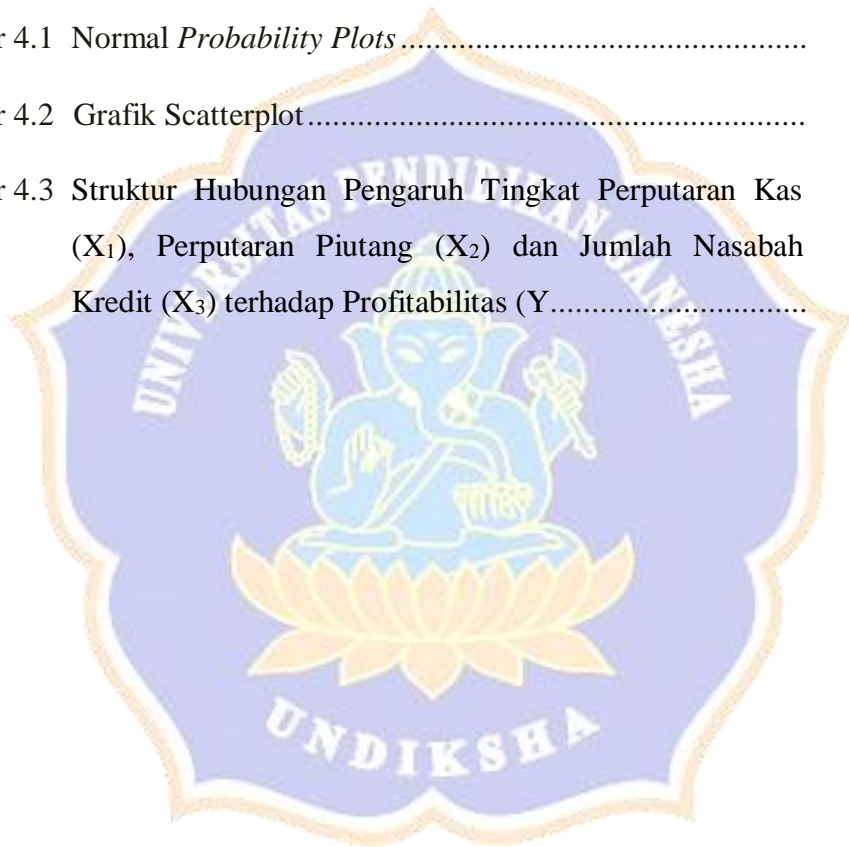 r 4.1 Normal Probability Plots..................................................
r 4.2 Grafik Scatterplot.............................................................
r 4.3 Struktur Hubungan Pengaruh Tingkat Perputaran Kas
(X₁), Perputaran Piutang (X₂) dan Jumlah Nasabah
Kredit (X₃) terhadap Profitabilitas (Y...............................
UNIVERSITAS PENDIDIKAN GANESHA
UNDIKSHA